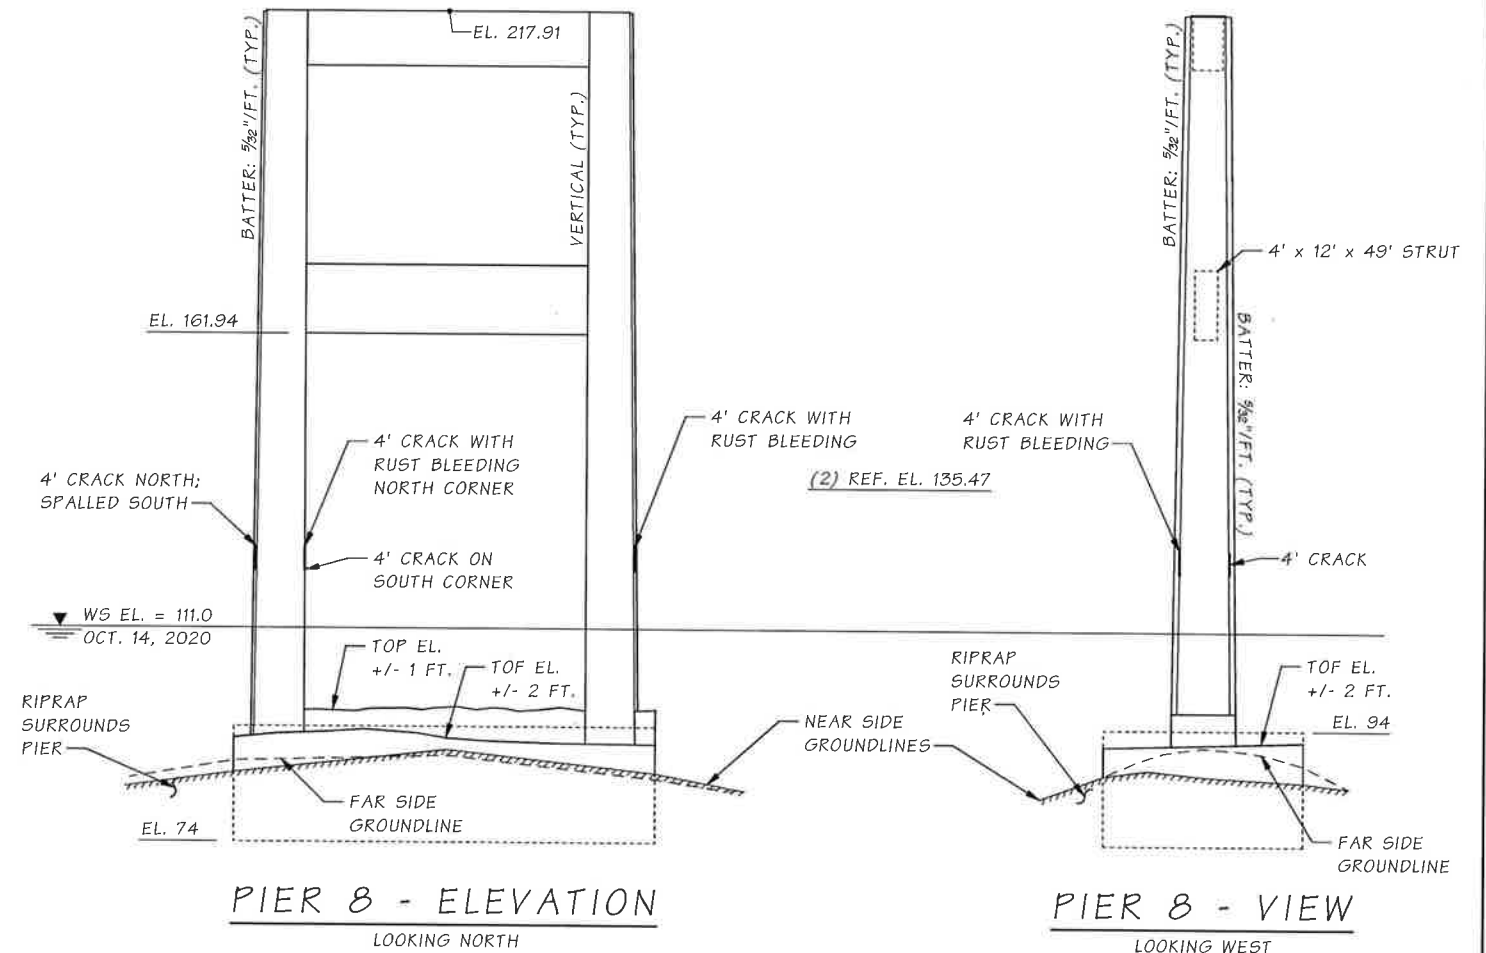 EL. 217.91
BATTER: 5/32"/FT. (TYP.)
VERTICAL (TYP.)
EL. 161.94
4' CRACK NORTH;
SPALLED SOUTH
4' CRACK WITH
RUST BLEEDING
NORTH CORNER
4' CRACK ON
SOUTH CORNER
4' CRACK WITH
RUST BLEEDING
(2) REF. EL. 135.47
WS EL. = 111.0
OCT. 14, 2020
TOP EL.
+/- 1 FT.
TOF EL.
+/- 2 FT.
RIPRAP
SURROUNDS
PIER
NEAR SIDE
GROUNDLINES
FAR SIDE
GROUNDLINE
EL. 74
PIER 8 - ELEVATION
LOOKING NORTH
BATTER: 5/32"/FT. (TYP.)
4' x 12' x 49' STRUT
BATTER: 5/32"/FT. (TYP.)
4' CRACK WITH
RUST BLEEDING
4' CRACK
RIPRAP
SURROUNDS
PIER
TOF EL.
+/- 2 FT.
EL. 94
FAR SIDE
GROUNDLINE
PIER 8 - VIEW
LOOKING WEST